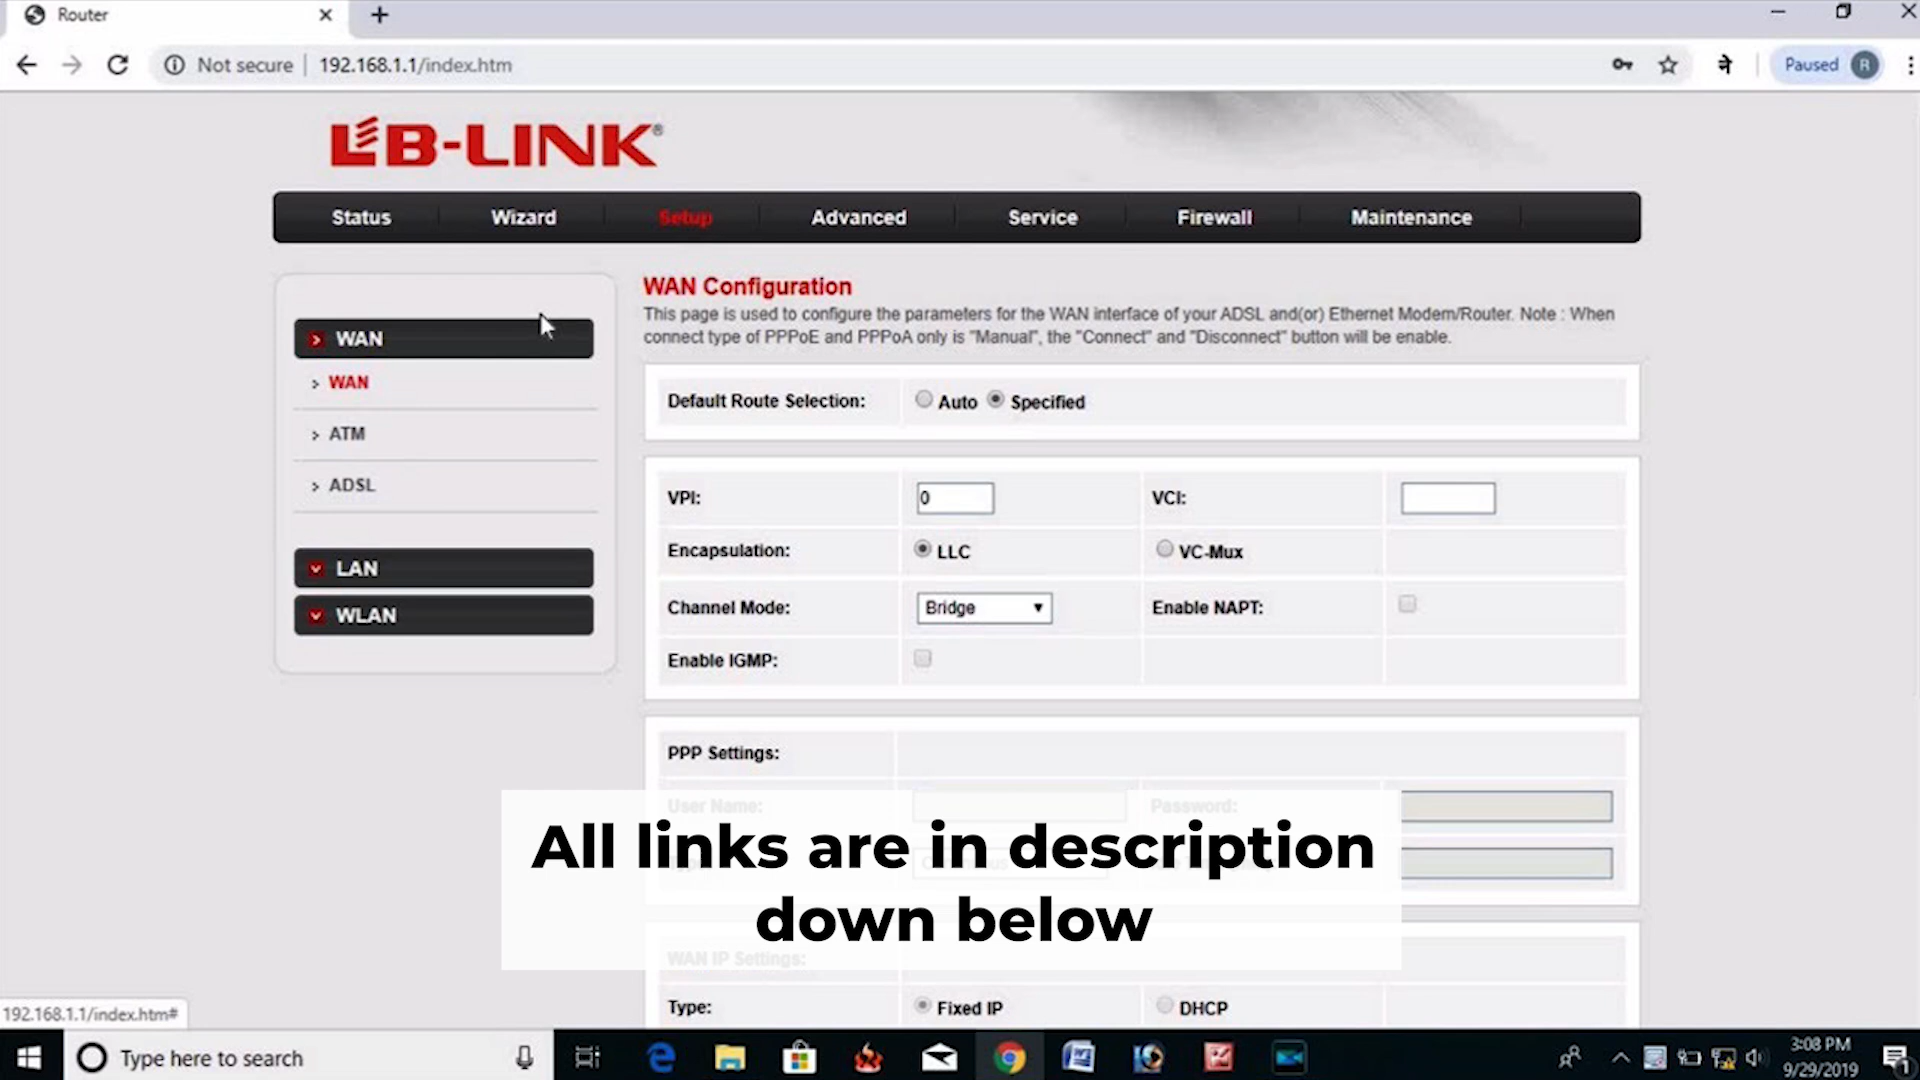 Router
Not secure | 192.168.1.1/index.htm
ने
Paused R
LB-LINK®
Status Wizard Setup Advanced Service Firewall Maintenance
WAN
WAN
ATM
ADSL
LAN
WLAN
WAN Configuration
This page is used to configure the parameters for the WAN interface of your ADSL and(or) Ethernet Modem/Router. Note : When
connect type of PPPoE and PPPoA only is "Manual", the "Connect" and "Disconnect" button will be enable.
Default Route Selection: Auto Specified
VPI: 0 VCI:
Encapsulation: LLC VC-Mux
Channel Mode: Bridge Enable NAPT:
Enable IGMP:
PPP Settings:
User Name: Password:
All links are in description
down below
WAN IP Settings:
Type: Fixed IP DHCP
192.168.1.1/index.htm#
Type here to search
3:08 PM
9/29/2019
1